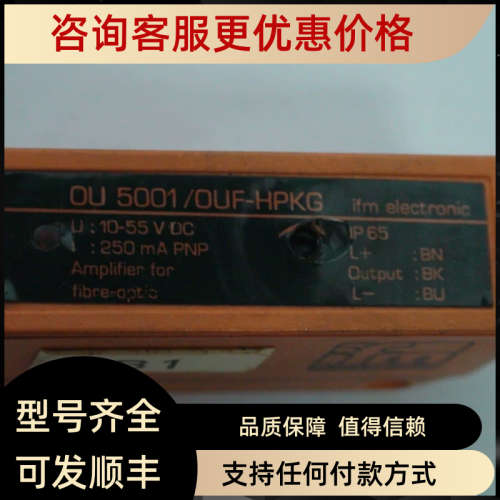 咨询客服更优惠价格
OU 5001/OUF-HPKG
ifm electronic
U : 10-55 V DC
: 250 mA PNP
Amplifier for
fibre-optic
IP 65
L+ :BN
Output :BK
L- :BU
型号齐全
可发顺丰
品质保障 值得信赖
支持任何付款方式